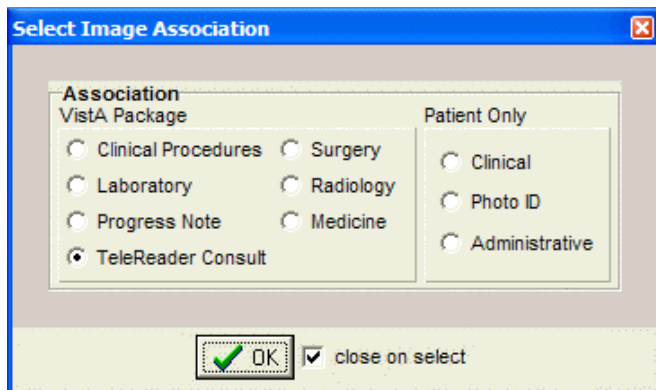 Select Image Association
Association
VistA Package
Patient Only
Clinical Procedures
Surgery
Clinical
Laboratory
Radiology
Photo ID
Progress Note
Medicine
Administrative
TeleReader Consult
OK
close on select